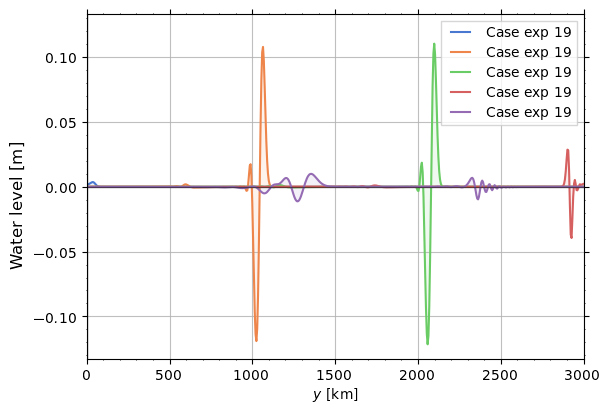 Case exp 19
Case exp 19
Case exp 19
Case exp 19
Case exp 19
Water level [m]
0.10
0.05
0.00
−0.05
−0.10
0 500 1000 1500 2000 2500 3000
y [km]